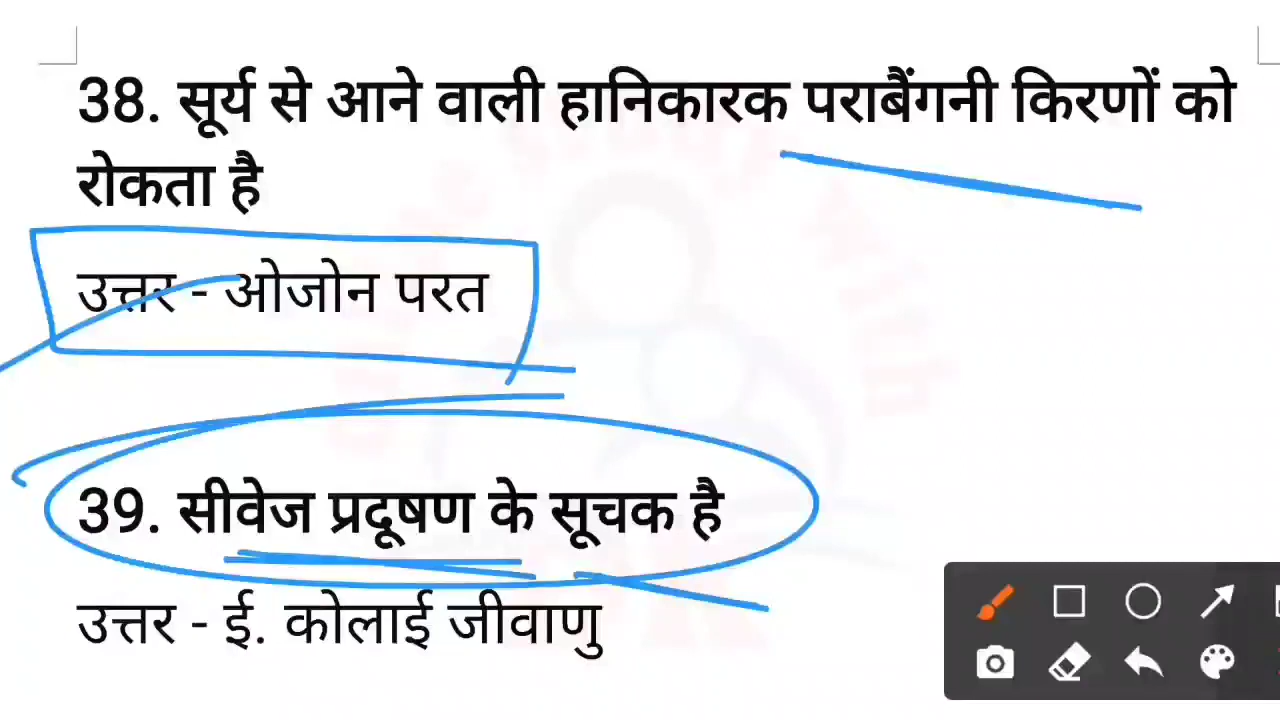 38. सूर्य से आने वाली हानिकारक पराबैंगनी किरणों को
रोकता है
उत्तर - ओजोन परत
39. सीवेज प्रदूषण के सूचक है
उत्तर - ई. कोलाई जीवाणु